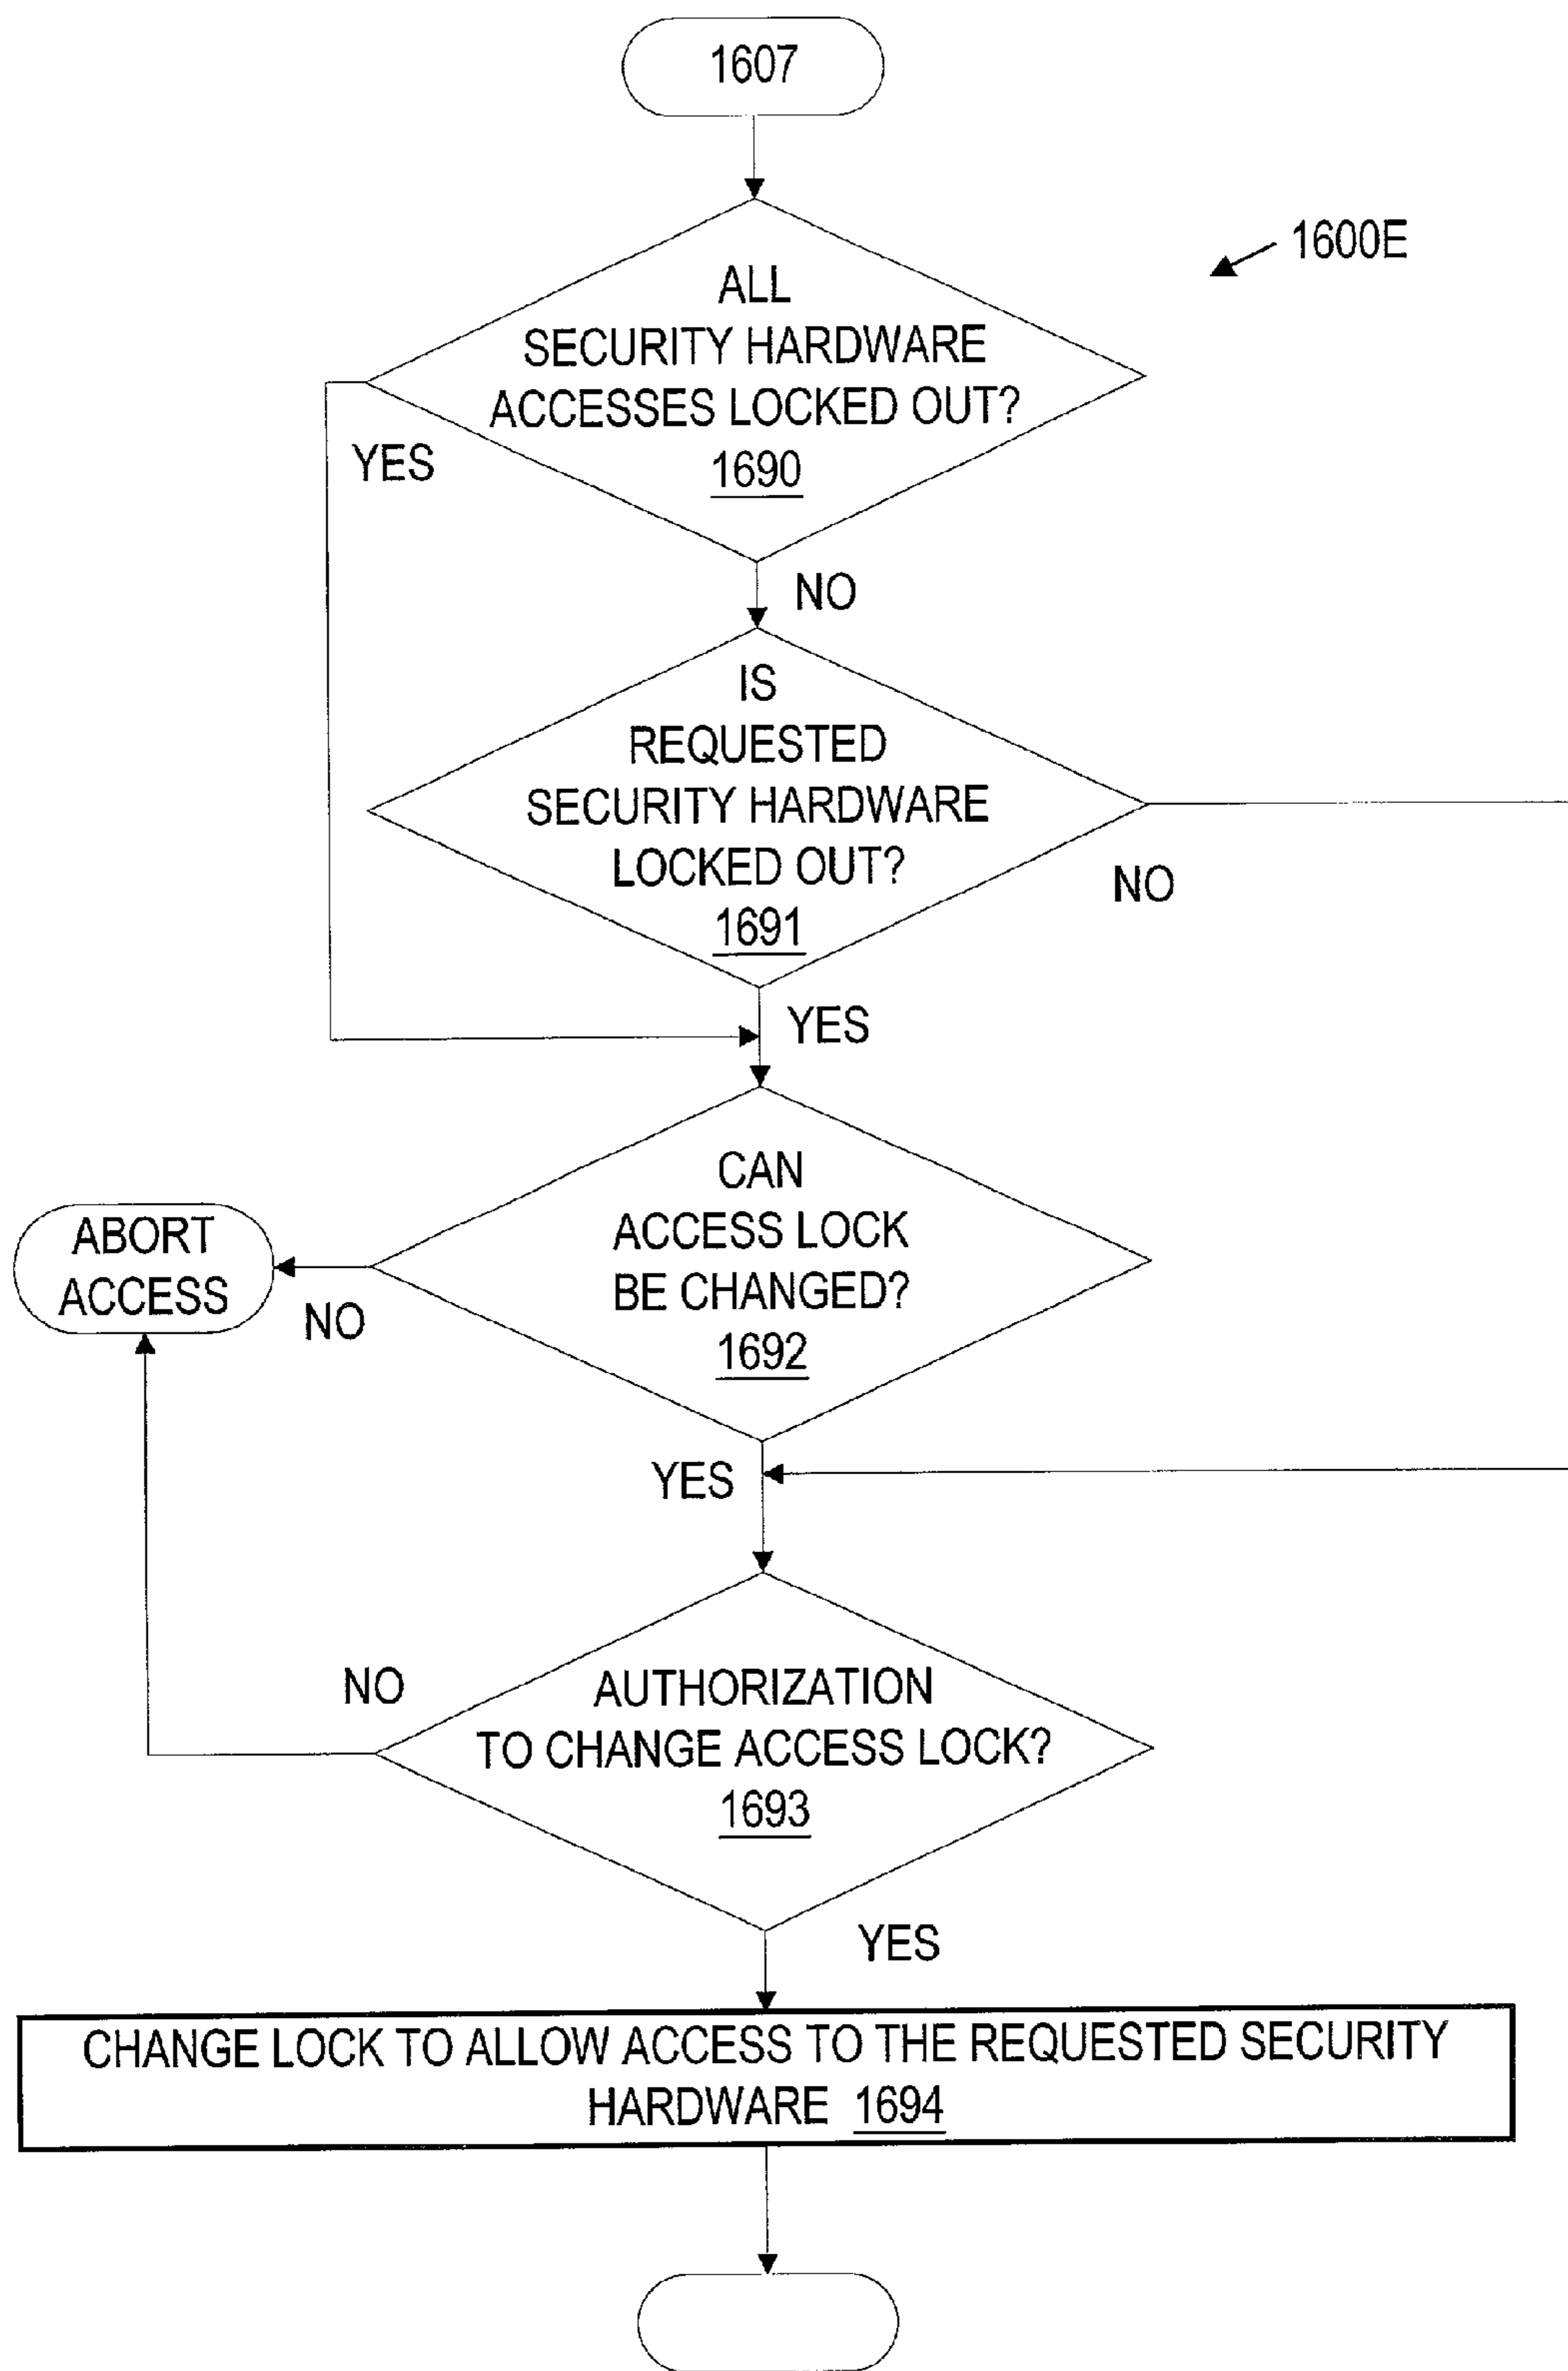 1607
1600E
ALL
SECURITY HARDWARE
ACCESSES LOCKED OUT?
1690
YES
NO
IS
REQUESTED
SECURITY HARDWARE
LOCKED OUT?
1691
NO
YES
CAN
ACCESS LOCK
BE CHANGED?
1692
ABORT
ACCESS
NO
YES
NO
AUTHORIZATION
TO CHANGE ACCESS LOCK?
1693
YES
CHANGE LOCK TO ALLOW ACCESS TO THE REQUESTED SECURITY
HARDWARE 1694